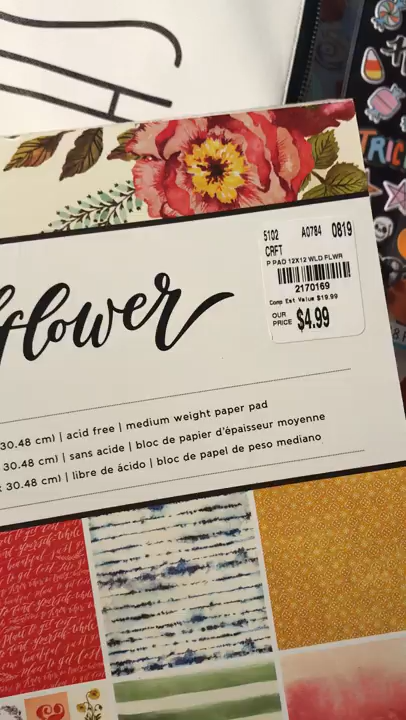 5102 A0784 0819
CRFT
P PAD 12X12 WLD FLWR
2170169
Comp Est Value $19.99
OUR PRICE $4.99
flower
30.48 cm) | acid free | medium weight paper pad
30.48 cm) | sans acide | bloc de papier d'épaisseur moyenne
30.48 cm) | libre de ácido | bloc de papel de peso mediano
TRIC